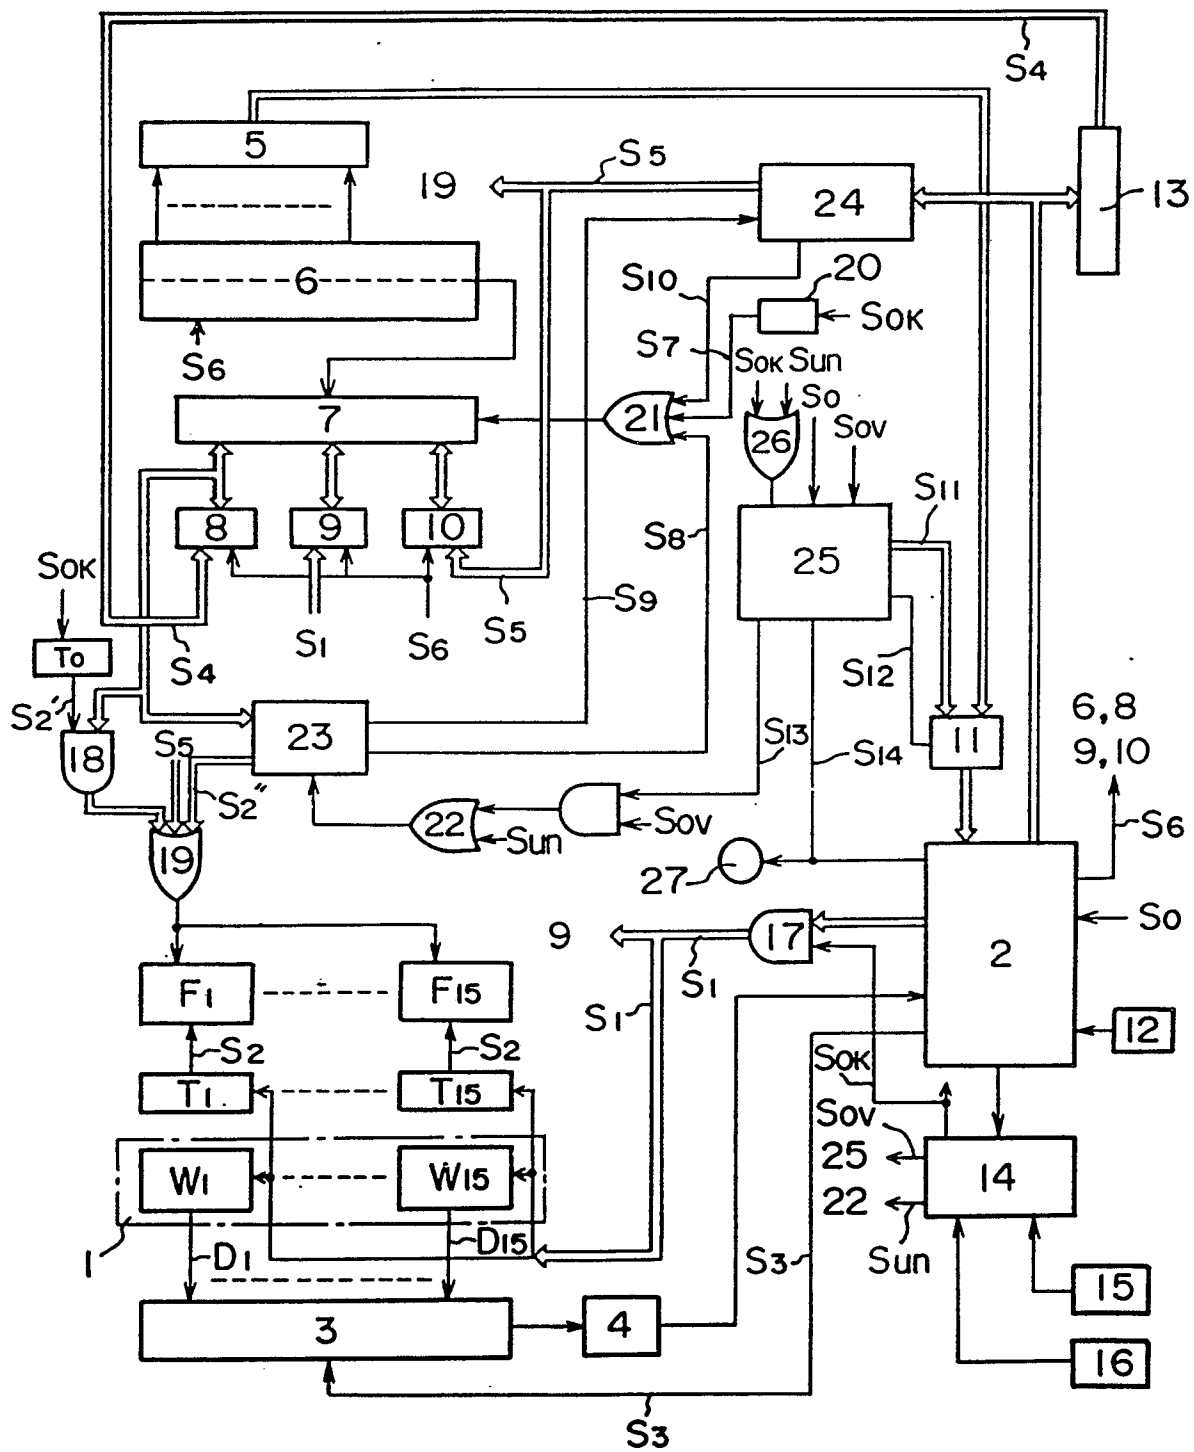 S4
5
S5
19
24
13
6
S10
20
SOK
S6
S7
SOK Sun
SO
7
21
26
SOV
S11
8
9
10
S8
25
SOK
S9
S5
S1
S6
S12
TO
S4
S2"
6,8
9,10
18
S5
23
S13
S14
11
S2"
S6
22
Sun
SOV
19
27
SO
9
17
2
S1
F1
F15
S1
12
S2
S2
SOK
T1
T15
SOV
25
14
W1
W15
22
1
D1
D15
S3
Sun
15
3
4
16
S3